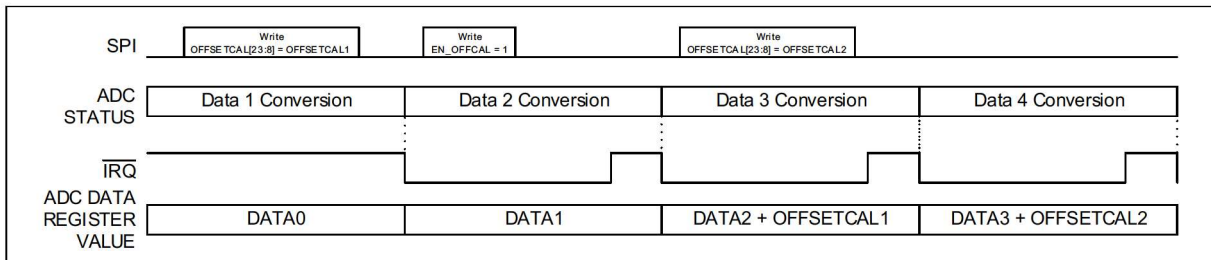 SPI
Write
OFFSETCAL[23:8] = OFFSETCAL1
Write
EN_OFFCAL = 1
Write
OFFSETCAL[23:8] = OFFSETCAL2
ADC
STATUS
Data 1 Conversion
Data 2 Conversion
Data 3 Conversion
Data 4 Conversion
IRQ
ADC DATA
REGISTER
VALUE
DATA0
DATA1
DATA2 + OFFSETCAL1
DATA3 + OFFSETCAL2